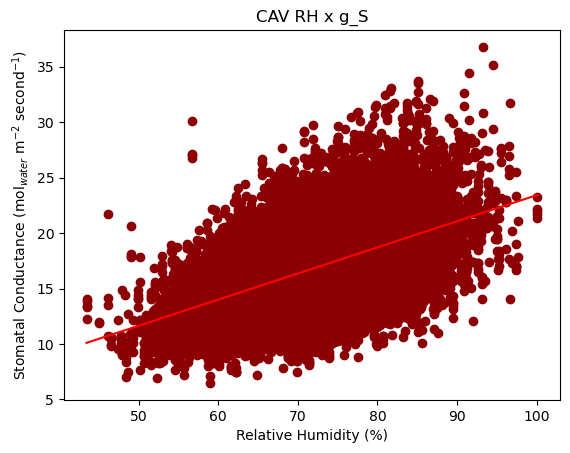 CAV RH x g_S
Stomatal Conductance (mol$_{water}$ m$^{-2}$ second$^{-1}$)
35
30
25
20
15
10
5
50 60 70 80 90 100
Relative Humidity (%)